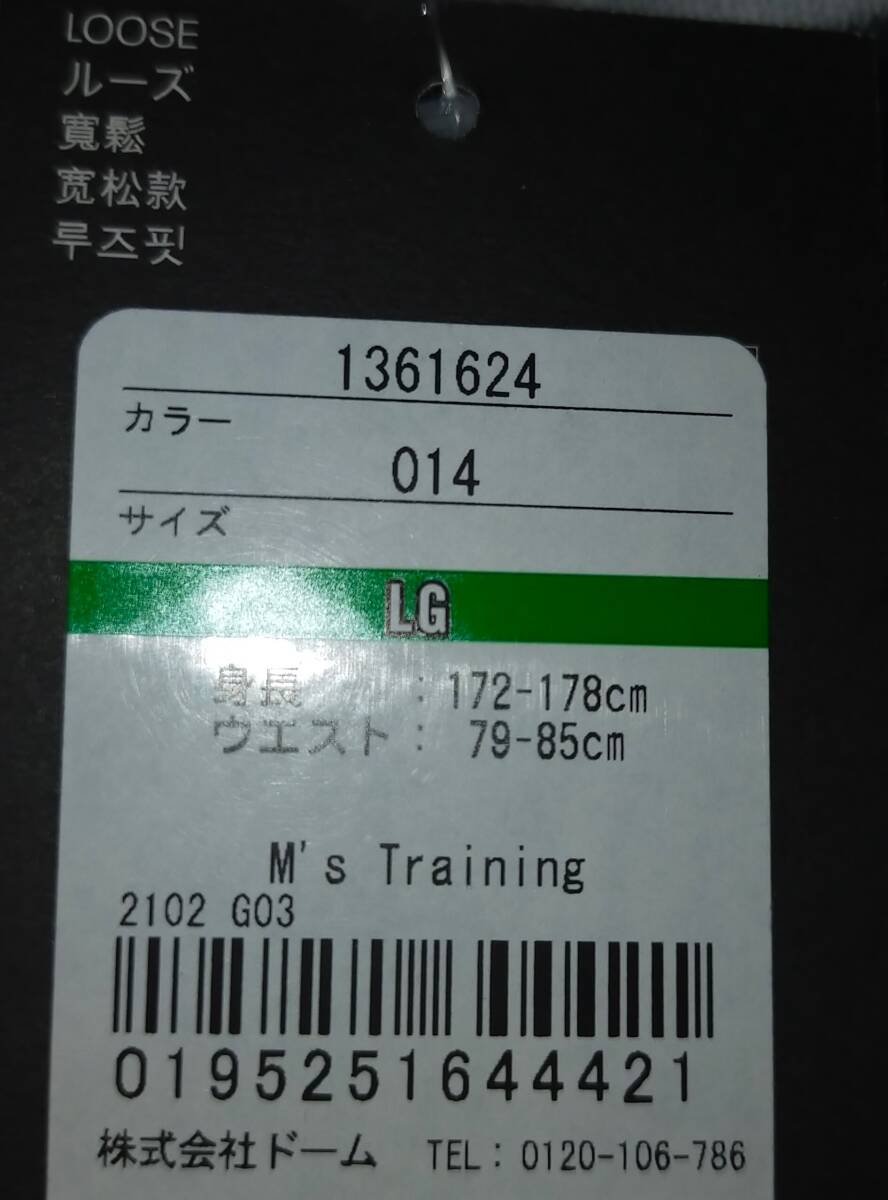 LOOSE
ルーズ
寬鬆
宽松款
루즈핏
1361624
カラー
014
サイズ
LG
身長 : 172-178cm
ウエスト : 79-85cm
M's Training
2102 G03
0195251644421
株式会社ドーム TEL: 0120-106-786